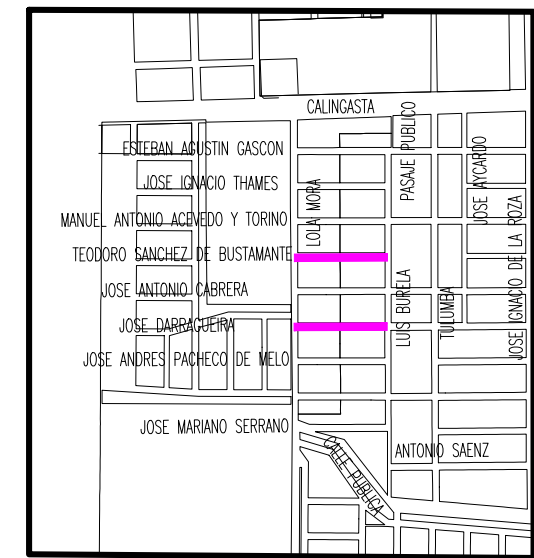 CALINGASTA
ESTEBAN AGUSTIN GASCON
JOSE IGNACIO THAMES
MANUEL ANTONIO ACEVEDO Y TORINO
TEODORO SANCHEZ DE BUSTAMANTE
JOSE ANTONIO CABRERA
JOSE DARRAGUEIRA
JOSE ANDRES PACHECO DE MELO
JOSE MARIANO SERRANO
LOLA MORA
PASAJE PUBLICO
LUIS BURELA
TULUMBA
JOSE AYCARDO
JOSE IGNACIO DE LA ROZA
ANTONIO SAENZ
CALLE PUBLICA